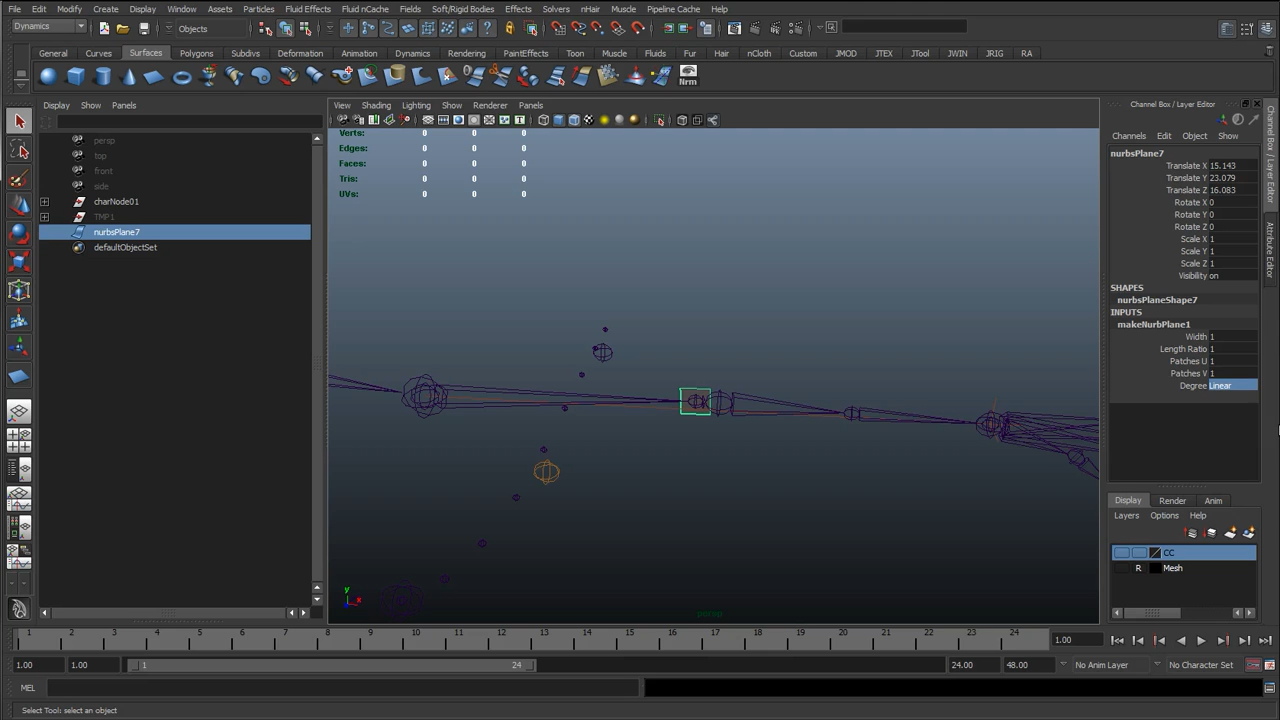 File Edit Modify Create Display Window Assets Animate Particles Fluid Effects Fluid nCache Fields Soft/Rigid Bodies Effects Solvers nHair Muscle Pipeline Cache Help
Dynamics
Objects
General Curves Surfaces Polygons Subdivs Deformation Animation Dynamics Rendering PaintEffects Toon Muscle Fluids Fur Hair nCloth Custom JMOD JTEX JTool JWIN JRIG RA
Nrm
Display Show Panels
View Shading Lighting Show Renderer Panels
Channel Box / Layer Editor
Channels Edit Object Show
persp
top
front
side
charNode01
TMP1
nurbsPlane7
defaultObjectSet
Verts: 0 0 0
Edges: 0 0 0
Faces: 0 0 0
Tris: 0 0 0
UVs: 0 0 0
y
x
persp
nurbsPlane7
Translate X 15.143
Translate Y 23.079
Translate Z 16.083
Rotate X 0
Rotate Y 0
Rotate Z 0
Scale X 1
Scale Y 1
Scale Z 1
Visibility on
SHAPES
nurbsPlaneShape7
INPUTS
makeNurbPlane1
Width 1
Length Ratio 1
Patches U 1
Patches V 1
Degree Linear
Channel Box / Layer Editor
Attribute Editor
Display Render Anim
Layers Options Help
CC
R Mesh
1 2 3 4 5 6 7 8 9 10 11 12 13 14 15 16 17 18 19 20 21 22 23 24
1.00
1.00 1.00 1 24 24.00 48.00 No Anim Layer No Character Set
MEL
Select Tool: select an object